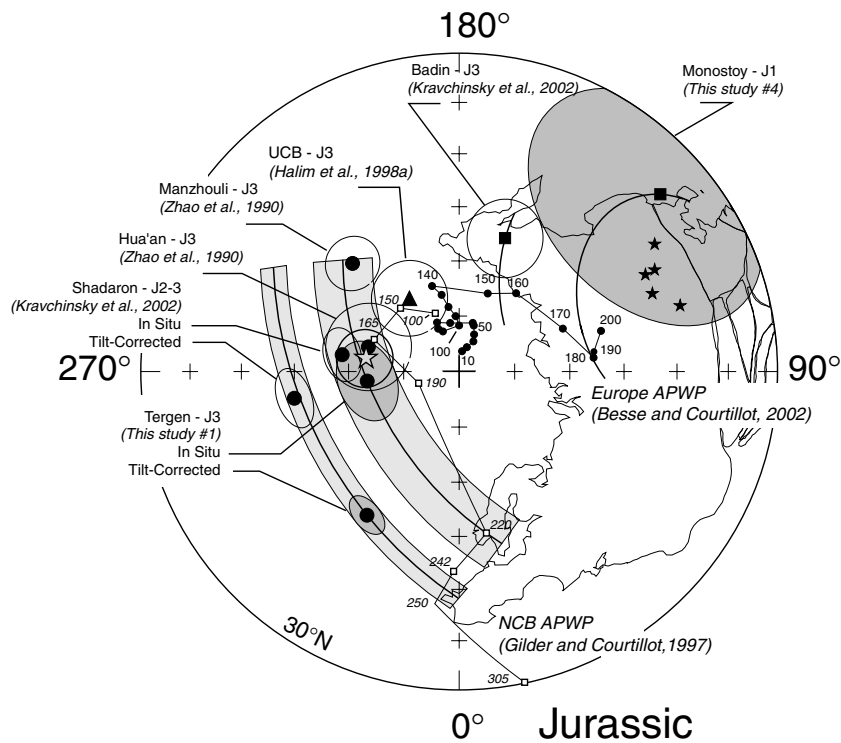 180°
Badin - J3
(Kravchinsky et al., 2002)
Monostoy - J1
(This study #4)
UCB - J3
(Halim et al., 1998a)
Manzhouli - J3
(Zhao et al., 1990)
Hua'an - J3
(Zhao et al., 1990)
Shadaron - J2-3
(Kravchinsky et al., 2002)
In Situ
Tilt-Corrected
140
150
160
150
100
50
165
170
200
100
10
190
180
270°
90°
190
Europe APWP
(Besse and Courtillot, 2002)
Tergen - J3
(This study #1)
In Situ
Tilt-Corrected
220
242
250
NCB APWP
(Gilder and Courtillot,1997)
30°N
305
0°
Jurassic